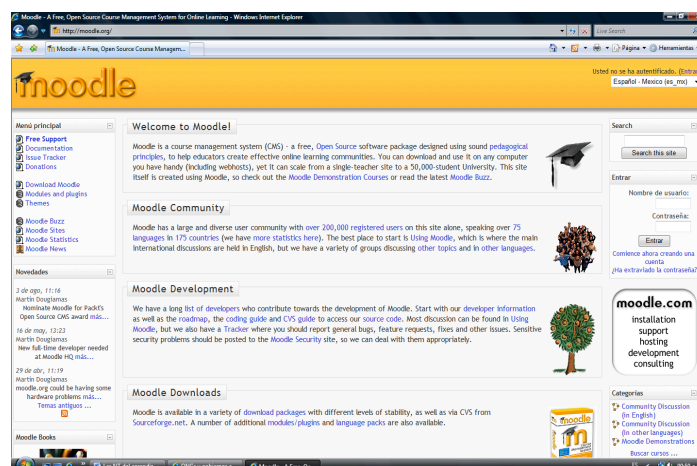 Moodle - A Free, Open Source Course Management System for Online Learning - Windows Internet Explorer
http://moodle.org/
Live Search
Moodle - A Free, Open Source Course Managem...
Página
Herramientas
moodle
Usted no se ha autentificado. (Entrar
Español - Mexico (es_mx)
Menú principal
Free Support
Documentation
Issue Tracker
Donations
Download Moodle
Modules and plugins
Themes
Moodle Buzz
Moodle Sites
Moodle Statistics
Moodle News
Novedades
3 de ago, 11:16
Martin Dougiamas
Nominate Moodle for Packt's
Open Source CMS award más...
16 de may, 13:23
Martin Dougiamas
New full-time developer needed
at Moodle HQ más...
29 de abr, 11:19
Martin Dougiamas
moodle.org could be having some
hardware problems más...
Temas antiguos ...
Moodle Books
Welcome to Moodle!
Moodle is a course management system (CMS) - a free, Open Source software package designed using sound pedagogical
principles, to help educators create effective online learning communities. You can download and use it on any computer
you have handy (including webhosts), yet it can scale from a single-teacher site to a 50,000-student University. This site
itself is created using Moodle, so check out the Moodle Demonstration Courses or read the latest Moodle Buzz.
Moodle Community
Moodle has a large and diverse user community with over 200,000 registered users on this site alone, speaking over 75
languages in 175 countries (we have more statistics here). The best place to start is Using Moodle, which is where the main
international discussions are held in English, but we have a variety of groups discussing other topics and in other languages.
Moodle Development
We have a long list of developers who contribute towards the development of Moodle. Start with our developer information
as well as the roadmap, the coding guide and CVS guide to access our source code. Most discussion can be found in Using
Moodle, but we also have a Tracker where you should report general bugs, feature requests, fixes and other issues. Sensitive
security problems should be posted to the Moodle Security site, so we can deal with them appropriately.
Moodle Downloads
Moodle is available in a variety of download packages with different levels of stability, as well as via CVS from
Sourceforge.net. A number of additional modules/plugins and language packs are also available.
moodle
Search
Search this site
Entrar
Nombre de usuario:
Contraseña:
Entrar
Comience ahora creando una
cuenta
¿Ha extraviado la contraseña?
moodle.com
installation
support
hosting
development
consulting
Categorías
Community Discussion
(in English)
Community Discussion
(in other languages)
Moodle Demonstrations
Buscar cursos ...